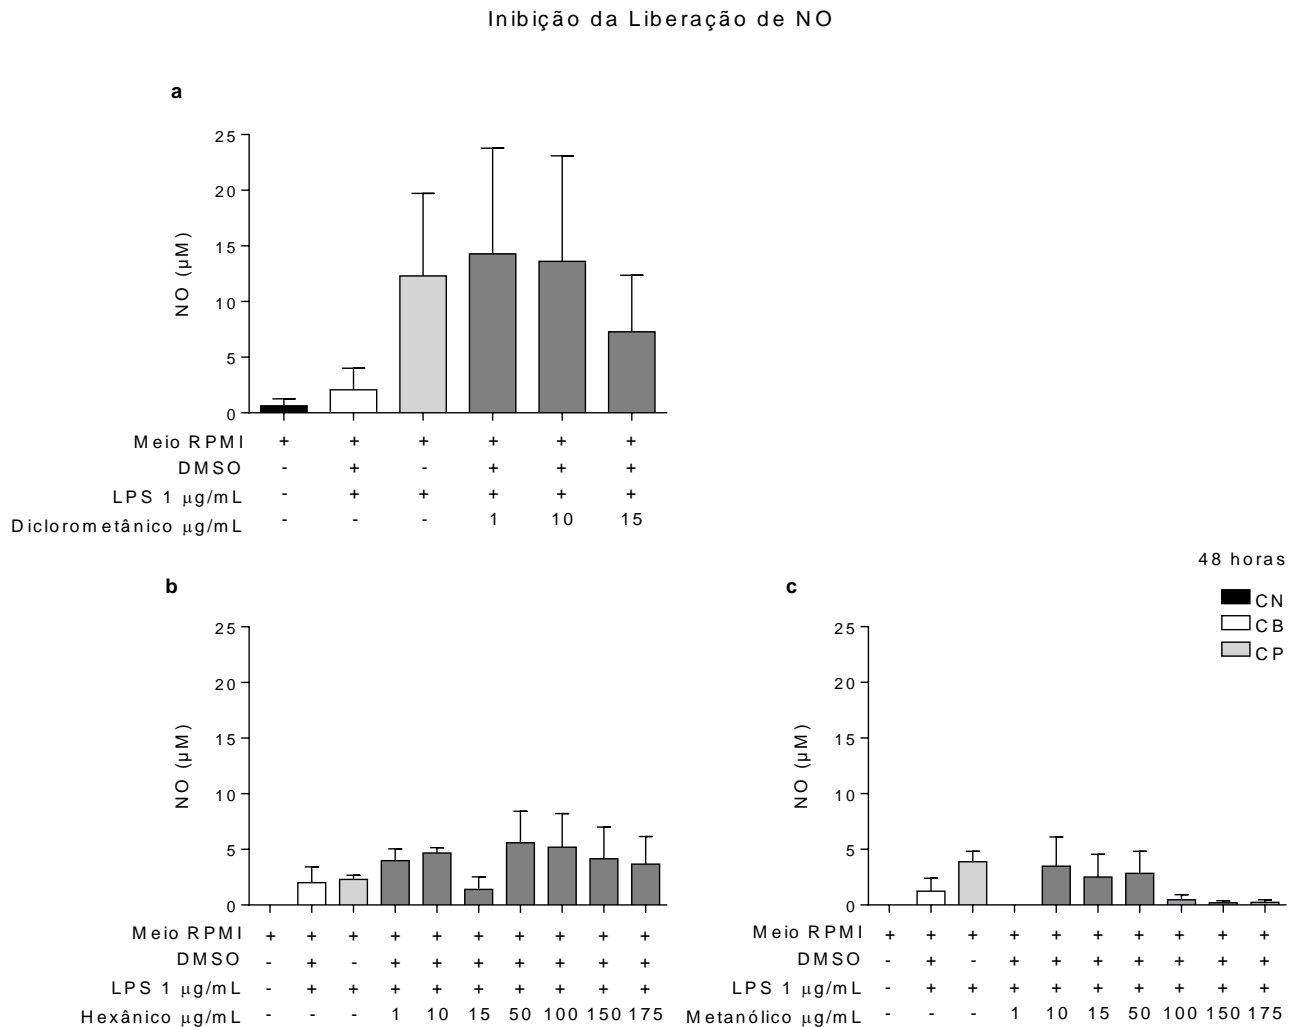 Inibição da Liberação de NO
a
25
20
15
10
5
0
NO (µM)
Meio RPMI + + + + + +
DMSO - + - + + +
LPS 1 µg/mL - + + + + +
Diclorometânico µg/mL - - - 1 10 15
48 horas
CN
CB
CP
b
25
20
15
10
5
0
NO (µM)
Meio RPMI + + + + + + + + + +
DMSO - + - + + + + + + +
LPS 1 µg/mL - + + + + + + + + +
Hexânico µg/mL - - - 1 10 15 50 100 150 175
c
25
20
15
10
5
0
NO (µM)
Meio RPMI + + + + + + + + + +
DMSO - + - + + + + + + +
LPS 1 µg/mL - + + + + + + + + +
Metanólico µg/mL - - - 1 10 15 50 100 150 175